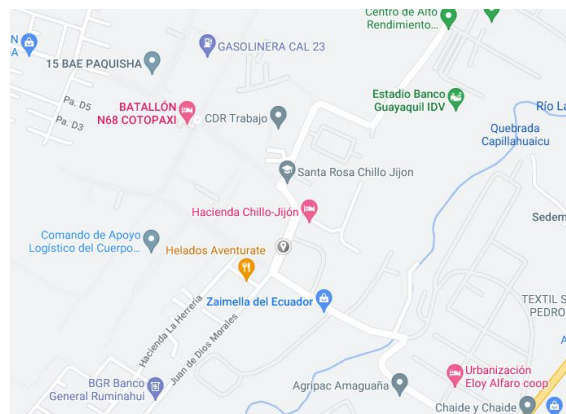 Centro de Alto
Rendimiento...
N
A
GASOLINERA CAL 23
15 BAE PAQUISHA
Pa. D5
Pa. D3
BATALLÓN
N68 COTOPAXI
CDR Trabajo
Estadio Banco
Guayaquil IDV
Río La
Quebrada
Capillahuaicu
Santa Rosa Chillo Jijon
Hacienda Chillo-Jijón
Sedem
Comando de Apoyo
Logístico del Cuerpo...
Helados Aventurate
Zaimella del Ecuador
TEXTIL S
PEDRO
Hacienda La Herreria
Juan de Dios Morales
A
BGR Banco
General Ruminahui
Agripac Amaguaña
Urbanización
Eloy Alfaro coop
Chaide y Chaide